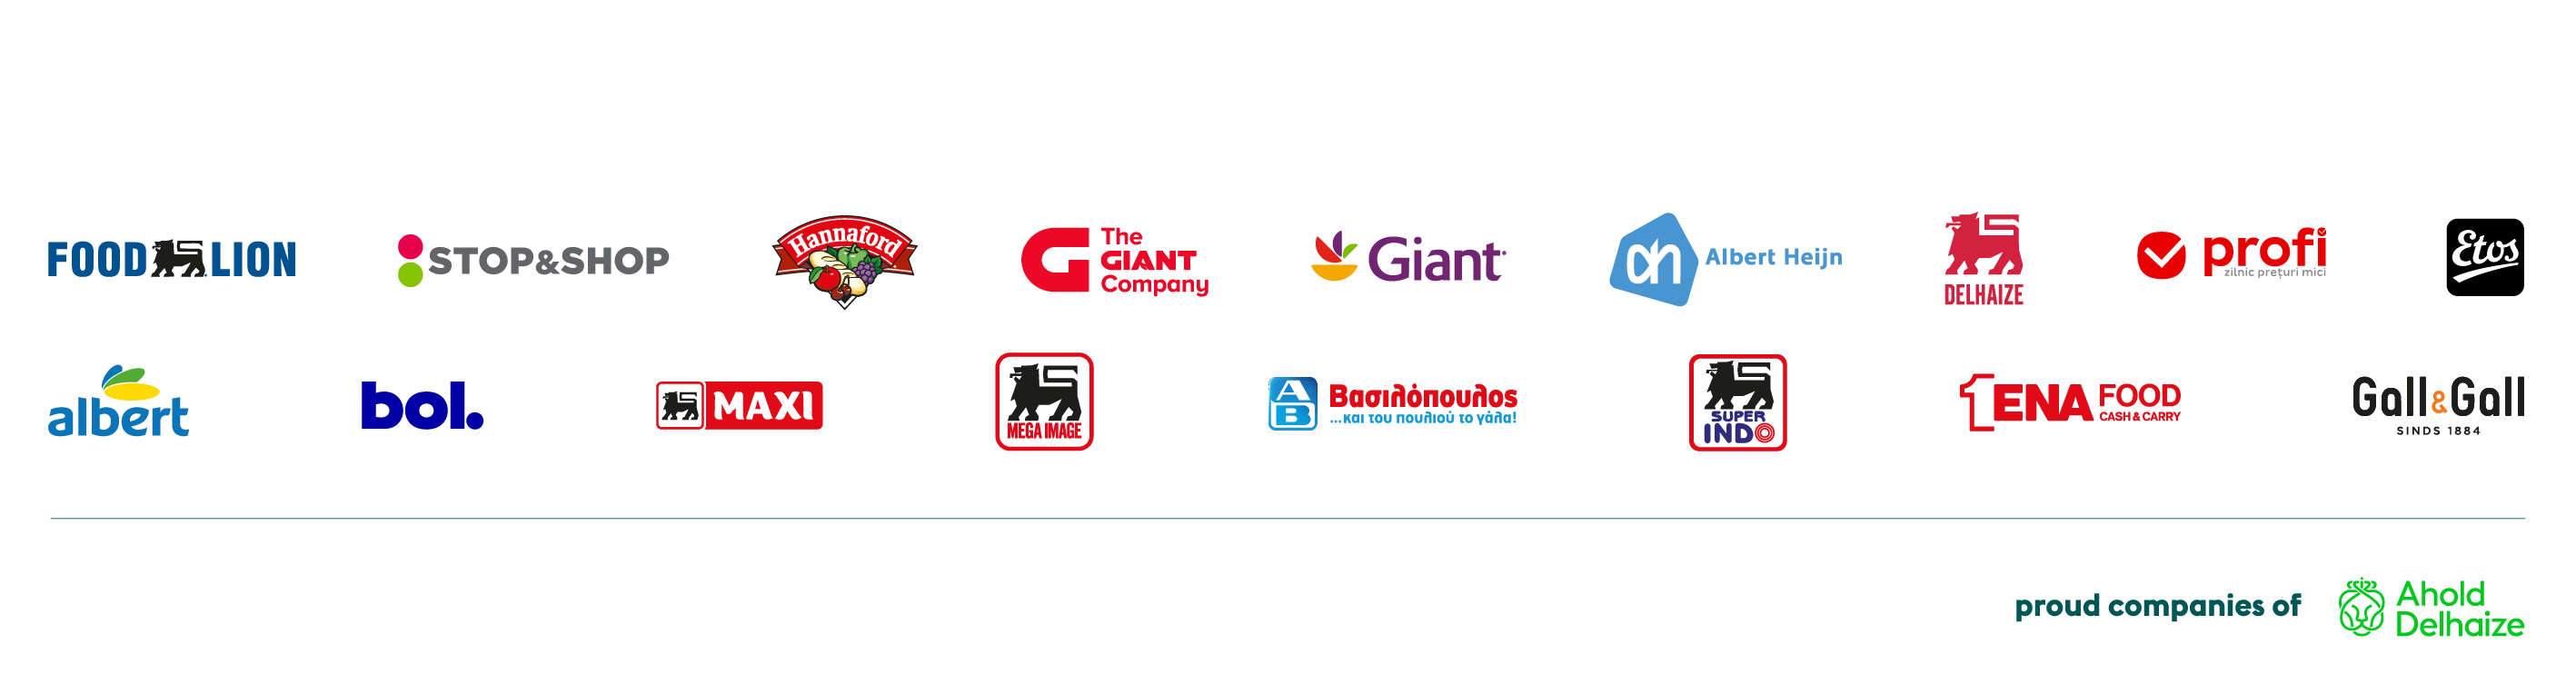 FOOD LION
STOP&SHOP
Hannaford
The
GIANT
Company
Giant
ah
Albert Heijn
DELHAIZE
profi
zilnic prețuri mici
Etos
albert
bol.
MAXI
MEGA IMAGE
AB
Βασιλόπουλος
...και του πουλιού το γάλα!
SUPER
INDO
1 ENA FOOD
CASH & CARRY
Gall&Gall
SINDS 1884
proud companies of
Ahold
Delhaize